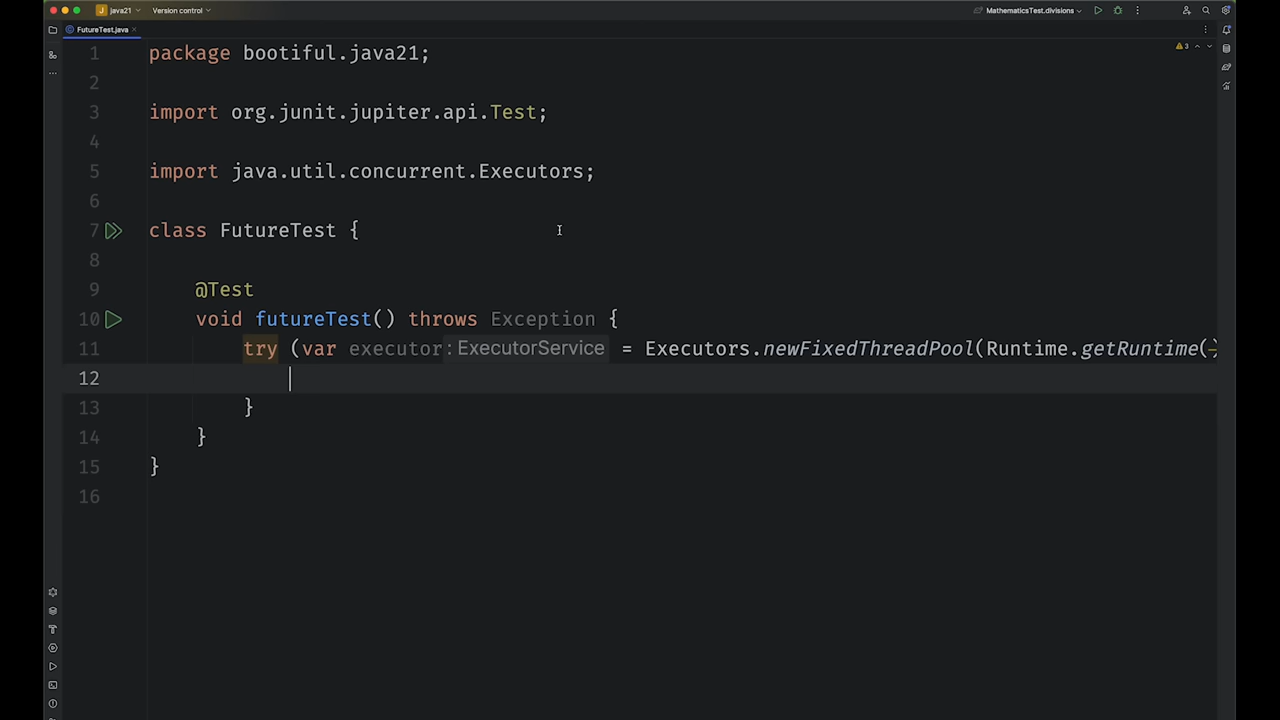 java21
Version control
MathematicsTest.divisions
FutureTest.java
3
1 package bootiful.java21;
2
3 import org.junit.jupiter.api.Test;
4
5 import java.util.concurrent.Executors;
6
7 class FutureTest {
8
9 @Test
10 void futureTest() throws Exception {
11 try (var executor : ExecutorService = Executors.newFixedThreadPool(Runtime.getRuntime()
12
13 }
14 }
15 }
16